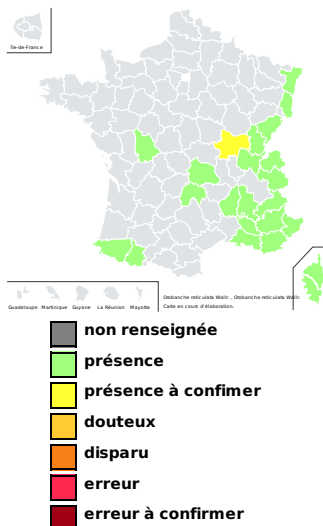 Île-de-France
Guadeloupe Martinique Guyane La Réunion Mayotte
Orobanche reticulata Wallr. , Orobanche reticulata Wallr.
Carte en cours d'élaboration.
non renseignée
présence
présence à confimer
douteux
disparu
erreur
erreur à confirmer